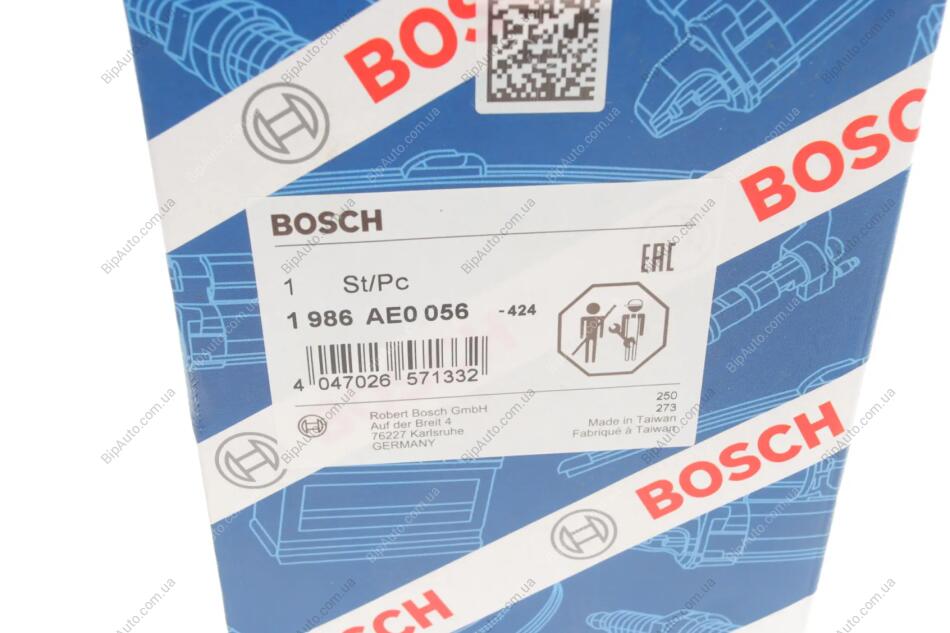 BOSCH
BOSCH
BOSCH
EAC
1 St/Pc
1 986 AE0 056 -424
4 047026 571332
Robert Bosch GmbH
Auf der Breit 4
76227 Karlsruhe
GERMANY
250
273
Made in Taiwan
Fabriqué à Taiwan
BOSCH
BOSCH
BipAuto.com.ua